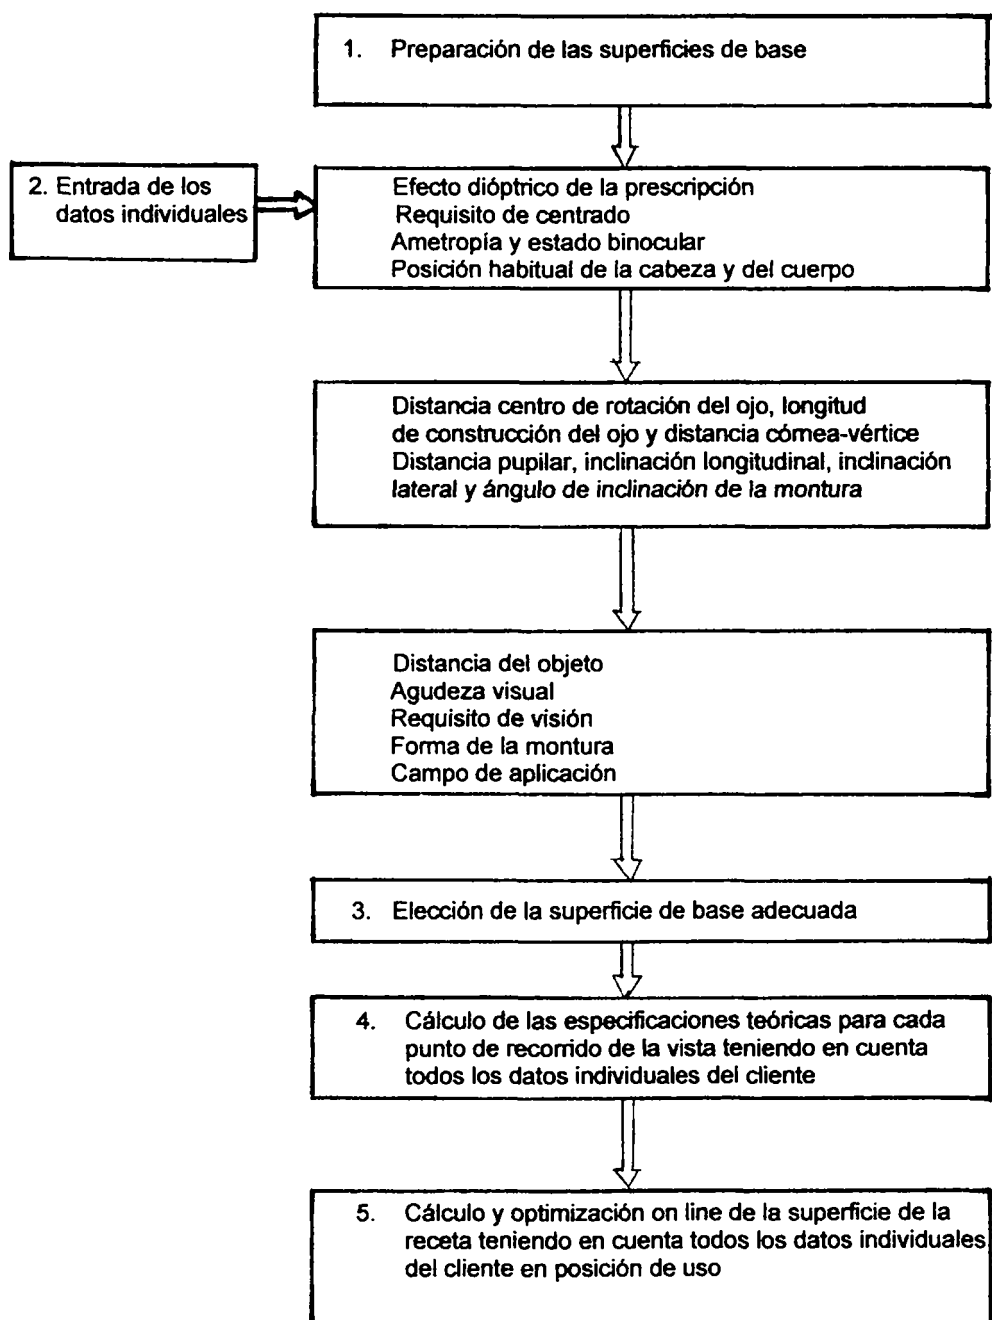 1. Preparación de las superficies de base
2. Entrada de los
datos individuales
Efecto dióptrico de la prescripción
Requisito de centrado
Ametropía y estado binocular
Posición habitual de la cabeza y del cuerpo
Distancia centro de rotación del ojo, longitud
de construcción del ojo y distancia córnea-vértice
Distancia pupilar, inclinación longitudinal, inclinación
lateral y ángulo de inclinación de la montura
Distancia del objeto
Agudeza visual
Requisito de visión
Forma de la montura
Campo de aplicación
3. Elección de la superficie de base adecuada
4. Cálculo de las especificaciones teóricas para cada
punto de recorrido de la vista teniendo en cuenta
todos los datos individuales del cliente
5. Cálculo y optimización on line de la superficie de la
receta teniendo en cuenta todos los datos individuales
del cliente en posición de uso